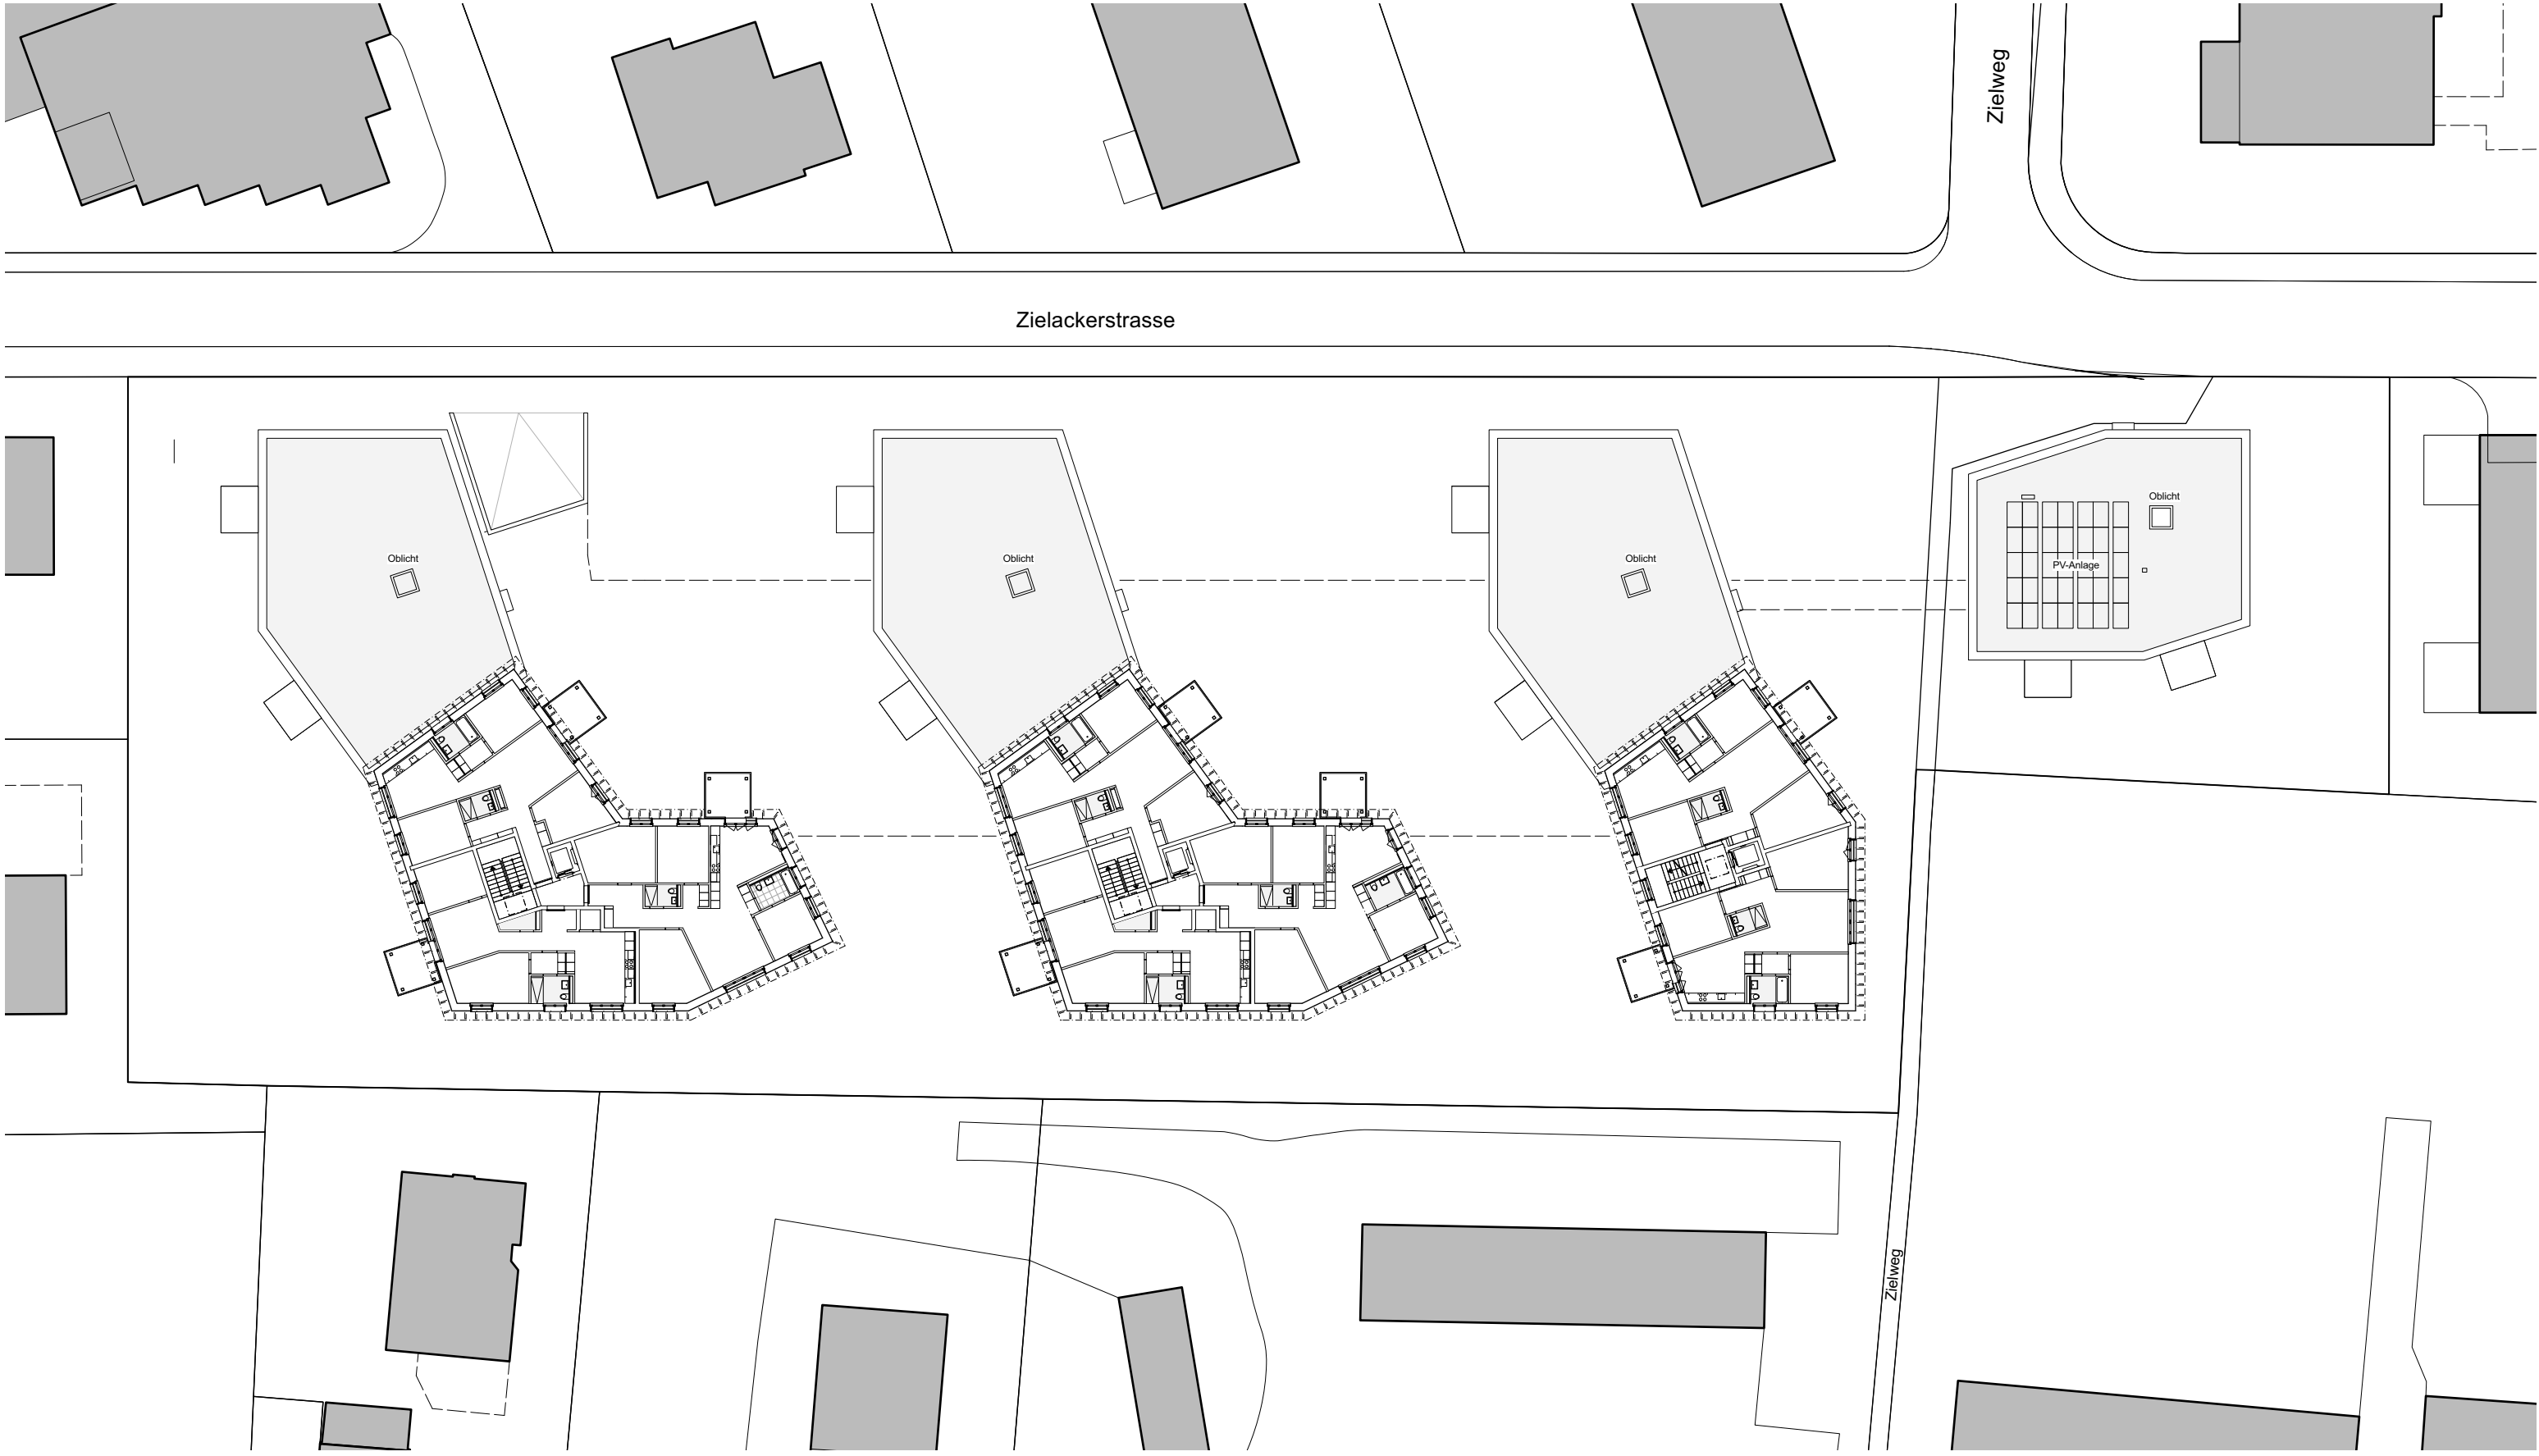 Zielweg
Zielackerstrasse
Oblicht
Oblicht
Oblicht
Oblicht
PV-Anlage
Zielweg